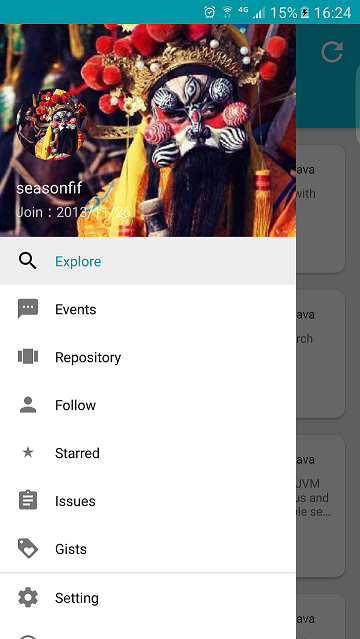 4G 15% 16:24
seasonfif
Join：2013/11/26
Explore
Events
Repository
Follow
Starred
Issues
Gists
Setting
ava
with
ava
rch
ava
JVM
us and
le se...
ava